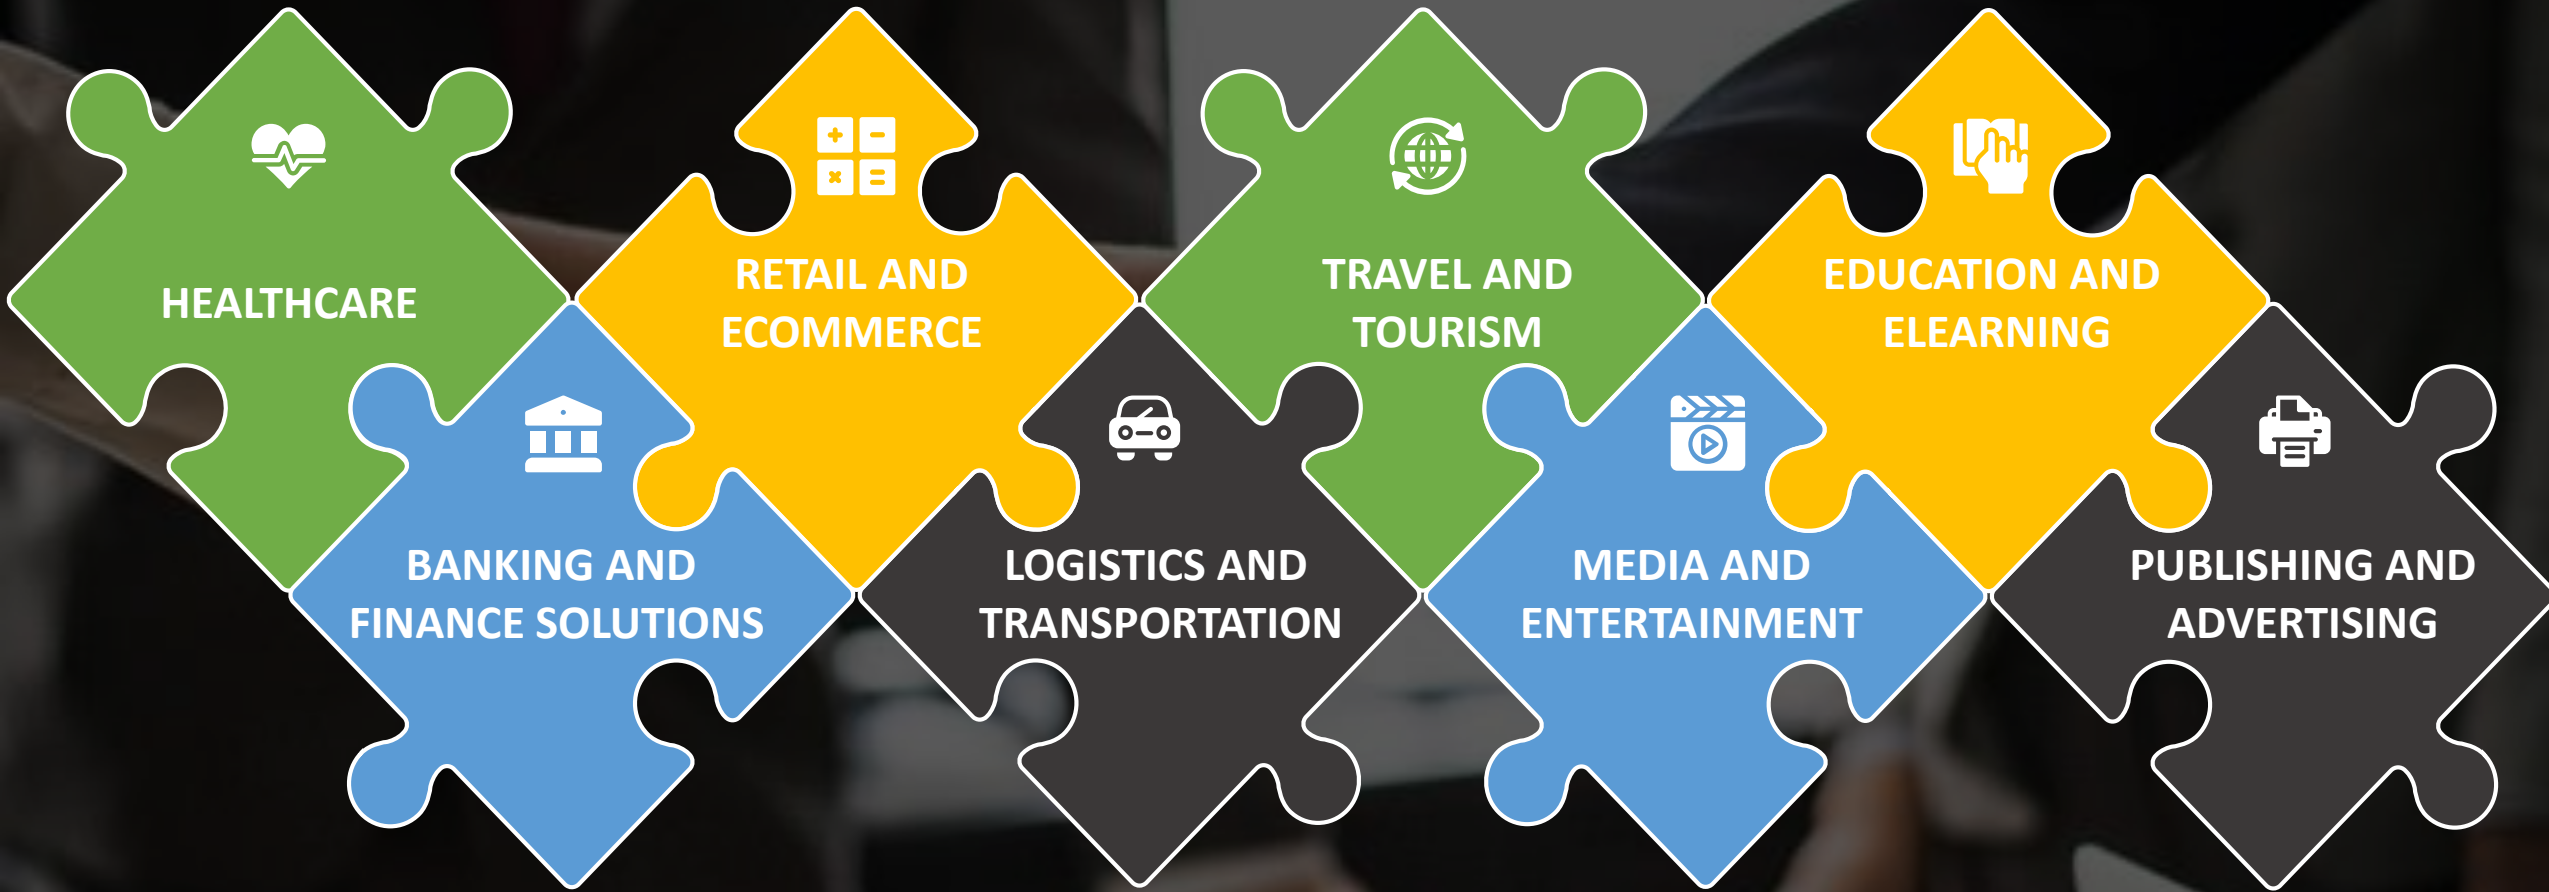 HEALTHCARE
RETAIL AND
ECOMMERCE
TRAVEL AND
TOURISM
EDUCATION AND
ELEARNING
BANKING AND
FINANCE SOLUTIONS
LOGISTICS AND
TRANSPORTATION
MEDIA AND
ENTERTAINMENT
PUBLISHING AND
ADVERTISING